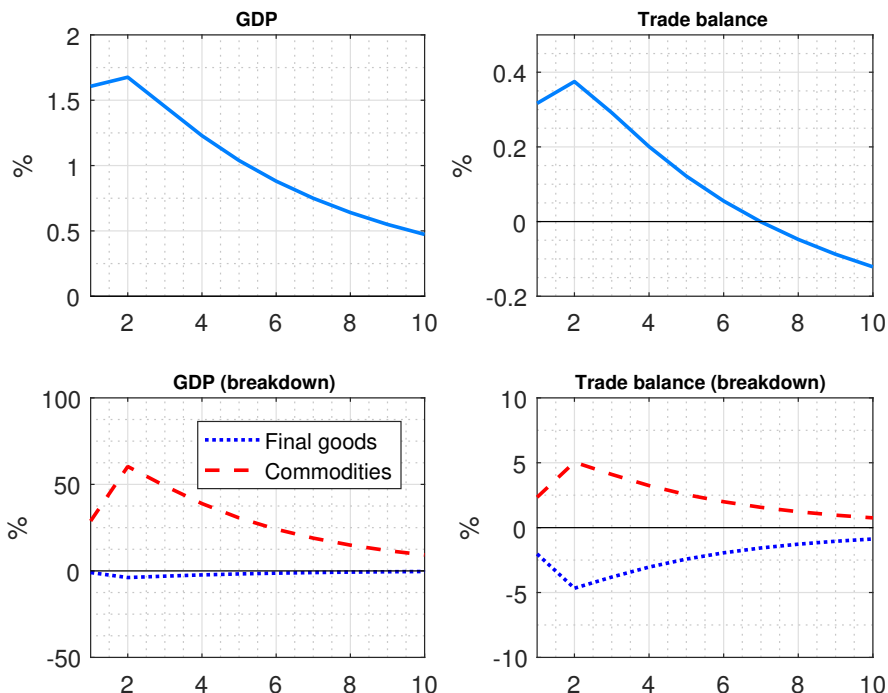 GDP
2
1.5
1
0.5
0
%
2 4 6 8 10
Trade balance
0.4
0.2
0
-0.2
%
2 4 6 8 10
GDP (breakdown)
100
50
0
-50
%
Final goods
Commodities
2 4 6 8 10
Trade balance (breakdown)
10
5
0
-5
-10
%
2 4 6 8 10